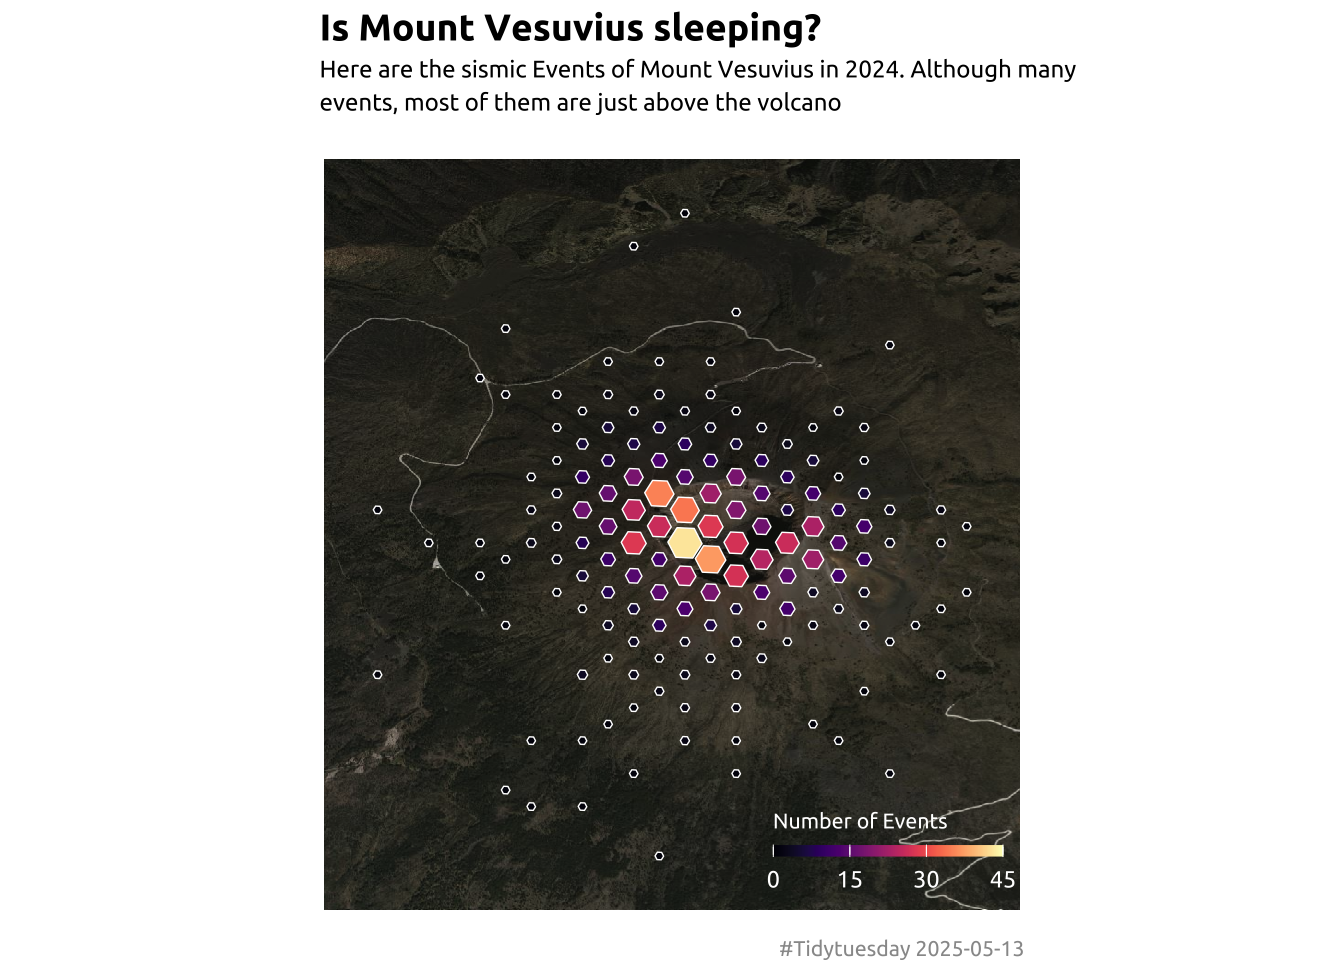 Is Mount Vesuvius sleeping?
Here are the sismic Events of Mount Vesuvius in 2024. Although many
events, most of them are just above the volcano
Number of Events
0 15 30 45
#Tidytuesday 2025-05-13